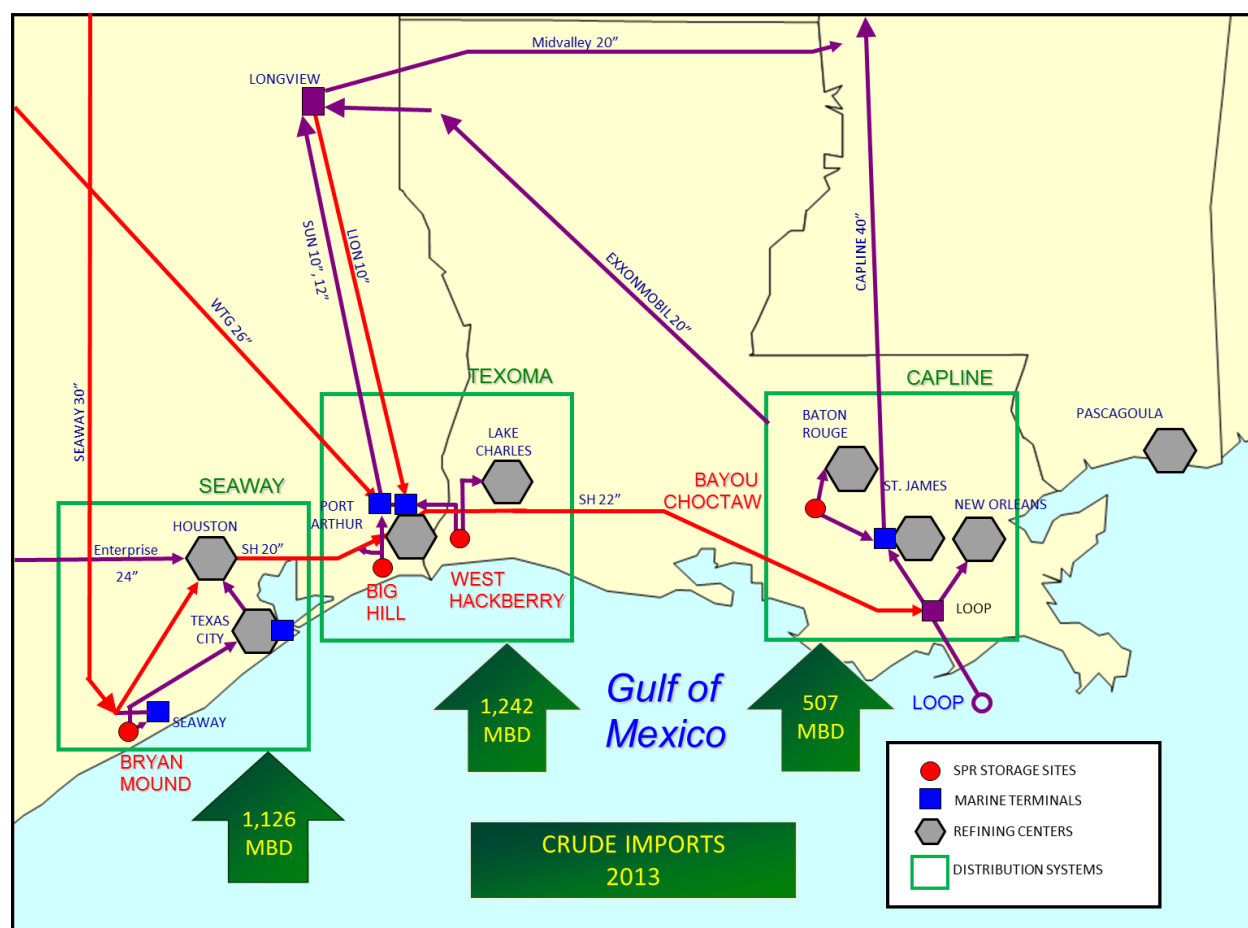 Midvalley 20”
LONGVIEW
SUN 10”, 12”
LION 10”
WTG 26”
EXXONMOBIL 20”
CAPLINE 40”
SEAWAY 30”
TEXOMA
CAPLINE
SEAWAY
BATON
ROUGE
PASCAGOULA
LAKE
CHARLES
BAYOU
CHOCTAW
ST. JAMES
NEW ORLEANS
PORT
ARTHUR
SH 22”
HOUSTON
Enterprise
24”
SH 20”
BIG
HILL
WEST
HACKBERRY
TEXAS
CITY
LOOP
LOOP
SEAWAY
BRYAN
MOUND
Gulf of
Mexico
1,242
MBD
507
MBD
1,126
MBD
CRUDE IMPORTS
2013
SPR STORAGE SITES
MARINE TERMINALS
REFINING CENTERS
DISTRIBUTION SYSTEMS